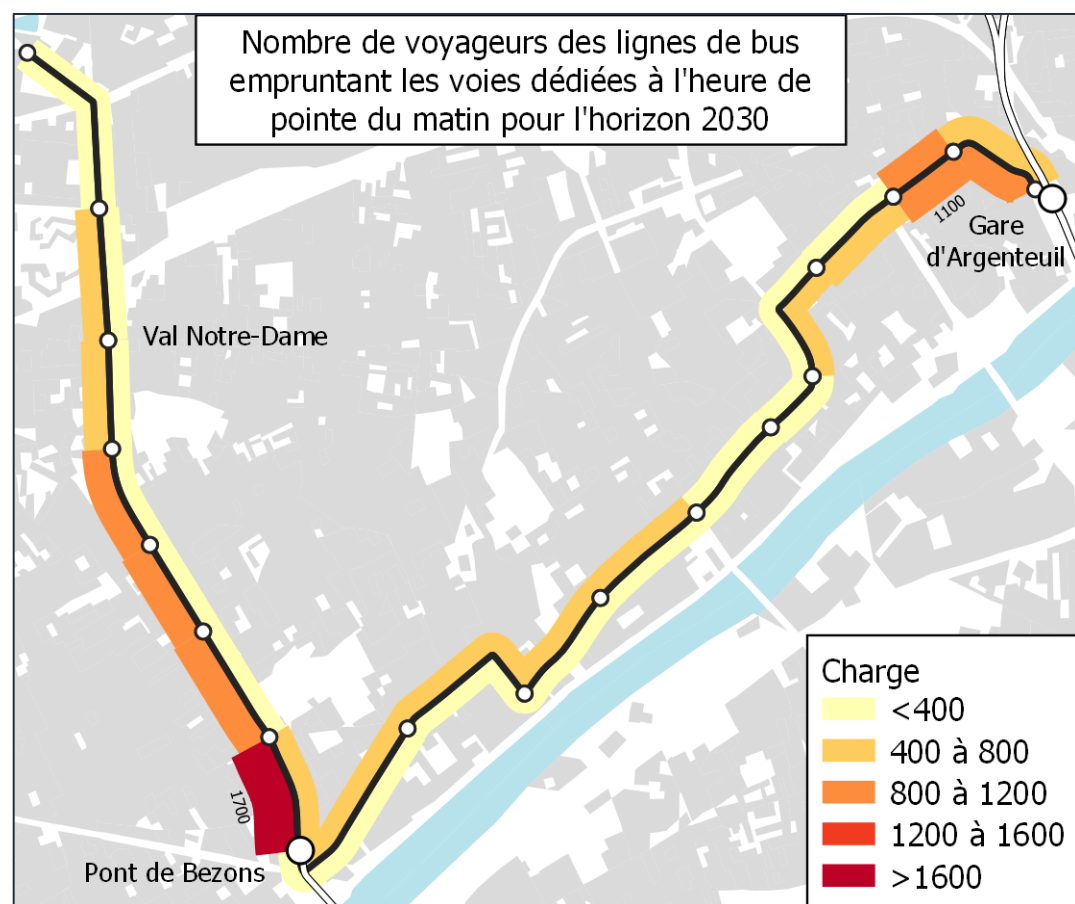 Nombre de voyageurs des lignes de bus
empruntant les voies dédiées à l'heure de
pointe du matin pour l'horizon 2030
1100
Gare
d'Argenteuil
Val Notre-Dame
1700
Pont de Bezons
Charge
<400
400 à 800
800 à 1200
1200 à 1600
>1600